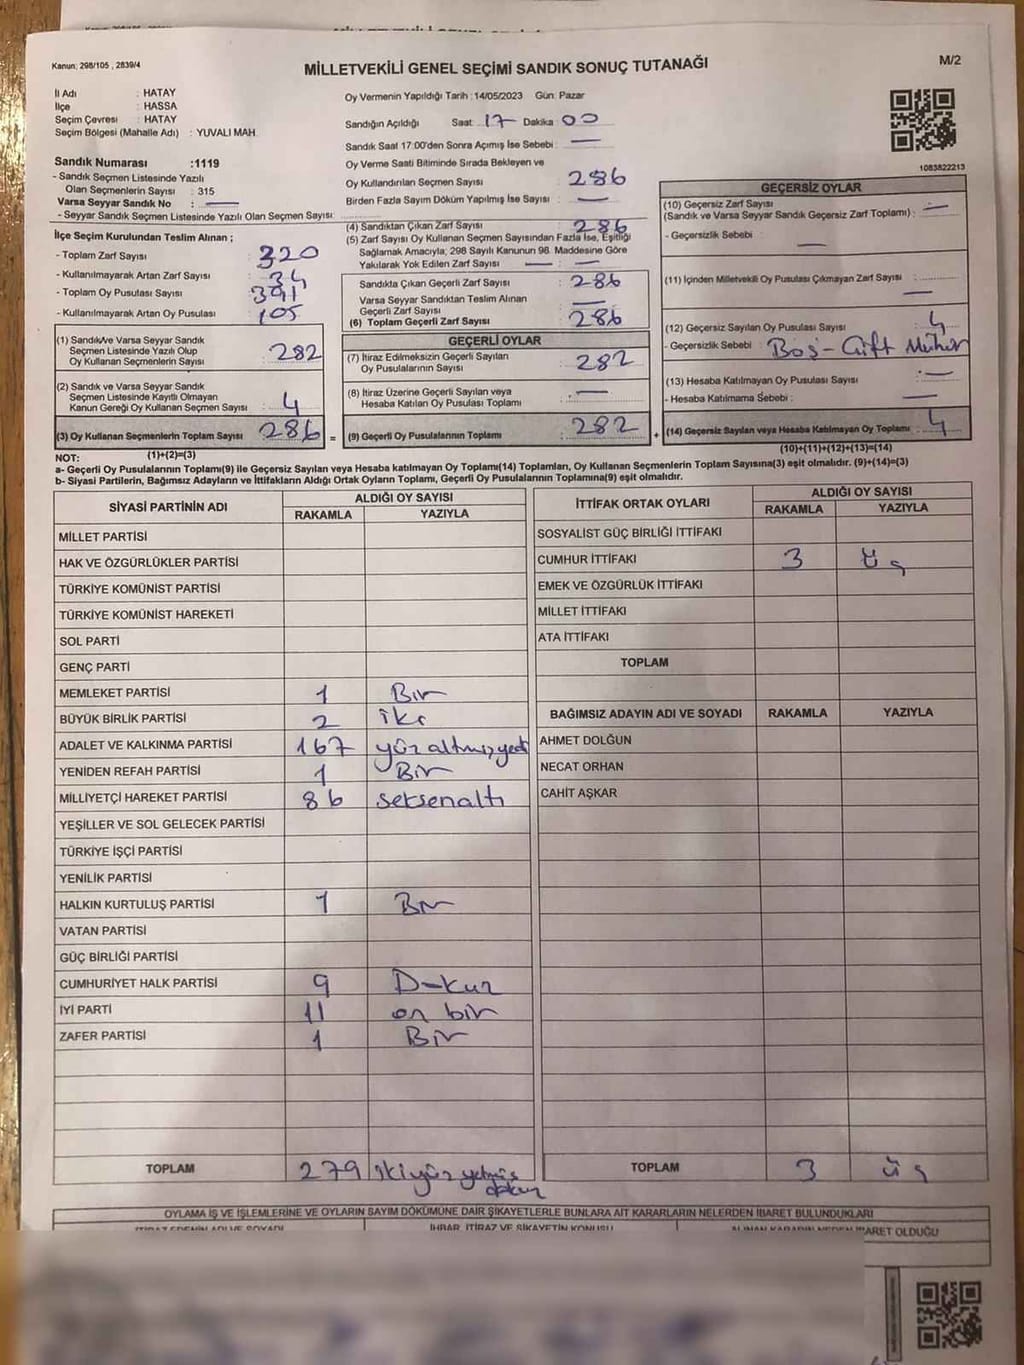 Kanun: 298/105 , 2839/4
MİLLETVEKİLİ GENEL SEÇİMİ SANDIK SONUÇ TUTANAĞI
M/2
İl Adı : HATAY
İlçe : HASSA
Seçim Çevresi : HATAY
Seçim Bölgesi (Mahalle Adı) : YUVALI MAH.
Sandık Numarası :1119
- Sandık Seçmen Listesinde Yazılı
Olan Seçmenlerin Sayısı : 315
Varsa Seyyar Sandık No : —
- Seyyar Sandık Seçmen Listesinde Yazılı Olan Seçmen Sayısı:
Oy Vermenin Yapıldığı Tarih :14/05/2023 Gün: Pazar
Sandığın Açıldığı Saat 17 Dakika 00
Sandık Saat 17:00'den Sonra Açılmış İse Sebebi : —
Oy Verme Saati Bitiminde Sırada Bekleyen ve
Oy Kullandırılan Seçmen Sayısı : 286
Birden Fazla Sayım Döküm Yapılmış İse Sayısı : —
1083822213
İlçe Seçim Kurulundan Teslim Alınan ;
- Toplam Zarf Sayısı : 320
- Kullanılmayarak Artan Zarf Sayısı : 34
- Toplam Oy Pusulası Sayısı : 391
- Kullanılmayarak Artan Oy Pusulası : 105
(1) Sandık/Ve Varsa Seyyar Sandık
Seçmen Listesinde Yazılı Olup
Oy Kullanan Seçmenlerin Sayısı : 282
(2) Sandık ve Varsa Seyyar Sandık
Seçmen Listesinde Kayıtlı Olmayan
Kanun Gereği Oy Kullanan Seçmen Sayısı : 4
(3) Oy Kullanan Seçmenlerin Toplam Sayısı : 286 =
(1)+(2)=(3)
(4) Sandıktan Çıkan Zarf Sayısı : 286
(5) Zarf Sayısı Oy Kullanan Seçmen Sayısından Fazla İse, Eşitliği
Sağlamak Amacıyla; 298 Sayılı Kanunun 98. Maddesine Göre
Yakılarak Yok Edilen Zarf Sayısı — : —
Sandıkta Çıkan Geçerli Zarf Sayısı : 286
Varsa Seyyar Sandıktan Teslim Alınan
Geçerli Zarf Sayısı : —
(6) Toplam Geçerli Zarf Sayısı : 286
GEÇERLİ OYLAR
(7) İtiraz Edilmeksizin Geçerli Sayılan
Oy Pusulalarının Sayısı : 282
(8) İtiraz Üzerine Geçerli Sayılan veya
Hesaba Katılan Oy Pusulası Toplamı : —
(9) Geçerli Oy Pusulalarının Toplamı : 282 +
GEÇERSİZ OYLAR
(10) Geçersiz Zarf Sayısı
(Sandık ve Varsa Seyyar Sandık Geçersiz Zarf Toplamı) : —
- Geçersizlik Sebebi : —
(11) İçinden Milletvekili Oy Pusulası Çıkmayan Zarf Sayısı : —
(12) Geçersiz Sayılan Oy Pusulası Sayısı : 4
- Geçersizlik Sebebi : Boş - Çift Mühür
(13) Hesaba Katılmayan Oy Pusulası Sayısı : —
- Hesaba Katılmama Sebebi : —
(14) Geçersiz Sayılan veya Hesaba Katılmayan Oy Toplamı : 4
(10)+(11)+(12)+(13)=(14)
NOT:
a- Geçerli Oy Pusulalarının Toplamı(9) ile Geçersiz Sayılan veya Hesaba katılmayan Oy Toplamı(14) Toplamları, Oy Kullanan Seçmenlerin Toplam Sayısına(3) eşit olmalıdır. (9)+(14)=(3)
b- Siyasi Partilerin, Bağımsız Adayların ve İttifakların Aldığı Ortak Oyların Toplamı, Geçerli Oy Pusulalarının Toplamına(9) eşit olmalıdır.
SİYASİ PARTİNİN ADI
ALDIĞI OY SAYISI
RAKAMLA YAZIYLA
MİLLET PARTİSİ
HAK VE ÖZGÜRLÜKLER PARTİSİ
TÜRKİYE KOMÜNİST PARTİSİ
TÜRKİYE KOMÜNİST HAREKETİ
SOL PARTİ
GENÇ PARTİ
MEMLEKET PARTİSİ 1 Bir
BÜYÜK BİRLİK PARTİSİ 2 iki
ADALET VE KALKINMA PARTİSİ 167 yüz altmış yedi
YENİDEN REFAH PARTİSİ 1 Bir
MİLLİYETÇİ HAREKET PARTİSİ 86 seksenaltı
YEŞİLLER VE SOL GELECEK PARTİSİ
TÜRKİYE İŞÇİ PARTİSİ
YENİLİK PARTİSİ
HALKIN KURTULUŞ PARTİSİ 1 Bir
VATAN PARTİSİ
GÜÇ BİRLİĞİ PARTİSİ
CUMHURİYET HALK PARTİSİ 9 Dokuz
İYİ PARTİ 11 on bir
ZAFER PARTİSİ 1 Bir
TOPLAM 279 ikiyüz yetmiş
dokuz
İTTİFAK ORTAK OYLARI
ALDIĞI OY SAYISI
RAKAMLA YAZIYLA
SOSYALİST GÜÇ BİRLİĞİ İTTİFAKI
CUMHUR İTTİFAKI 3 Üç
EMEK VE ÖZGÜRLÜK İTTİFAKI
MİLLET İTTİFAKI
ATA İTTİFAKI
TOPLAM
BAĞIMSIZ ADAYIN ADI VE SOYADI RAKAMLA YAZIYLA
AHMET DOLĞUN
NECAT ORHAN
CAHİT AŞKAR
TOPLAM 3 üç
OYLAMA İŞ VE İŞLEMLERİNE VE OYLARIN SAYIM DÖKÜMÜNE DAİR ŞİKAYETLERLE BUNLARA AİT KARARLARIN NELERDEN İBARET BULUNDUKLARI
İTİRAZ EDENİN ADI VE SOYADI
İHBAR, İTİRAZ VE ŞİKAYETİN KONUSU
ALINAN KARARIN NEDEN İBARET OLDUĞU